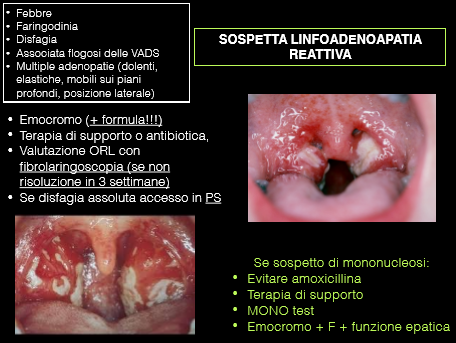 • Febbre
• Faringodinia
• Disfagia
• Associata flogosi delle VADS
• Multiple adenopatie (dolenti,
elastiche, mobili sui piani
profondi, posizione laterale)
SOSPETTA LINFOADENOAPATIA
REATTIVA
• Emocromo (+ formula!!!)
• Terapia di supporto o antibiotica,
• Valutazione ORL con
fibrolaringoscopia (se non
risoluzione in 3 settimane)
• Se disfagia assoluta accesso in PS
Se sospetto di mononucleosi:
• Evitare amoxicillina
• Terapia di supporto
• MONO test
• Emocromo + F + funzione epatica